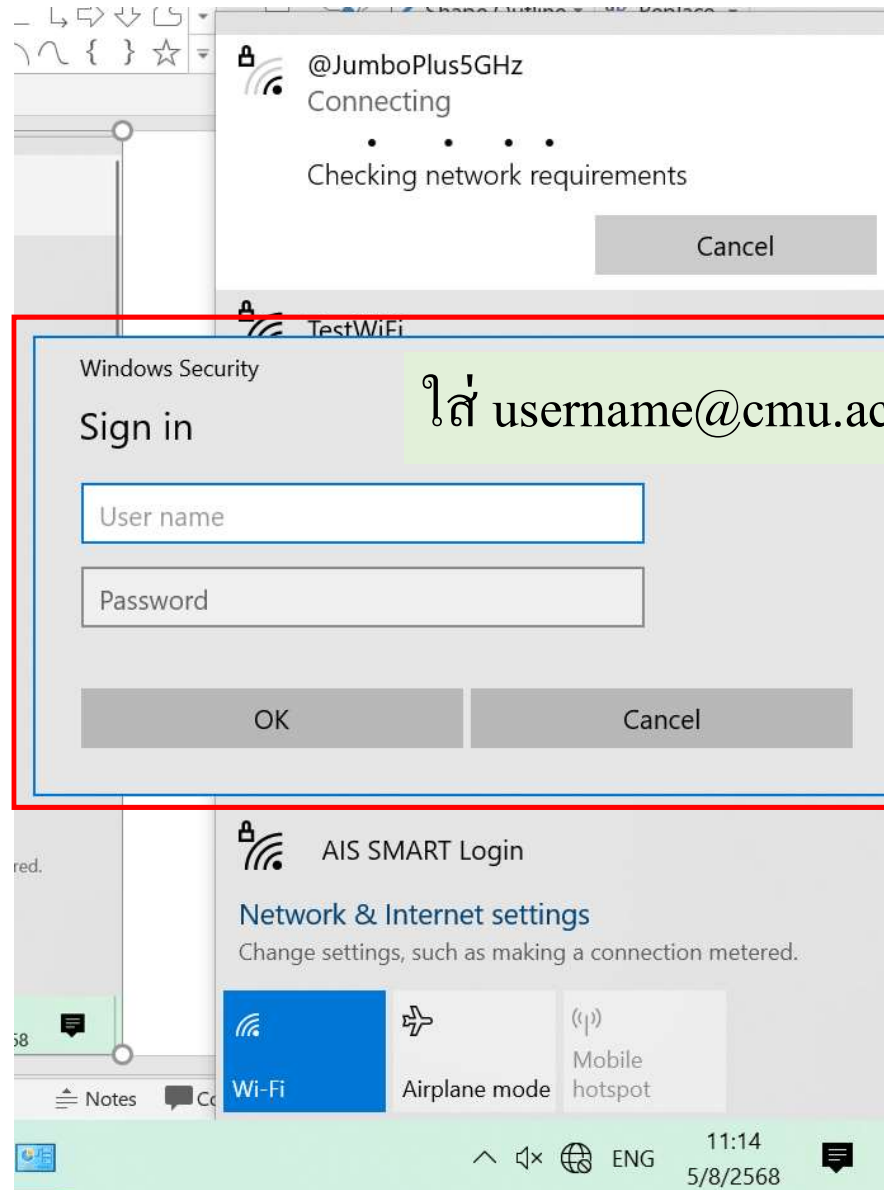 @JumboPlus5GHz
Connecting
Checking network requirements
Cancel
TestWiFi
Windows Security
Sign in
ใส่ username@cmu.ac
User name
Password
OK
Cancel
AIS SMART Login
red.
Network & Internet settings
Change settings, such as making a connection metered.
58
Wi-Fi
Airplane mode
Mobile
hotspot
Notes
ENG
11:14
5/8/2568